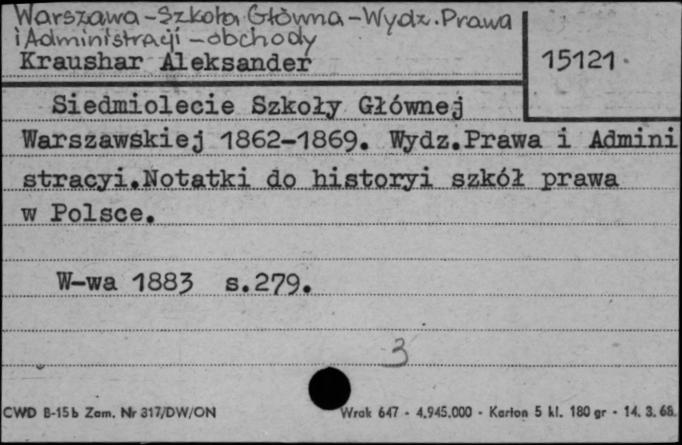 Warszawa-Szkoła Główna-Wydz.Prawa
i Administracji - obchody
Kraushar Aleksander
15121.
Siedmiolecie Szkoły Głównej
Warszawskiej 1862-1869. Wydz.Prawa i Admini
stracyi.Notatki do historyi szkół prawa
w Polsce.
W-wa 1883 s.279.
3
CWD B-15b Zam. Nr 317/DW/ON
Wrak 647 - 4.945.000 - Karton 5 kl. 180 gr - 14. 3. 68.